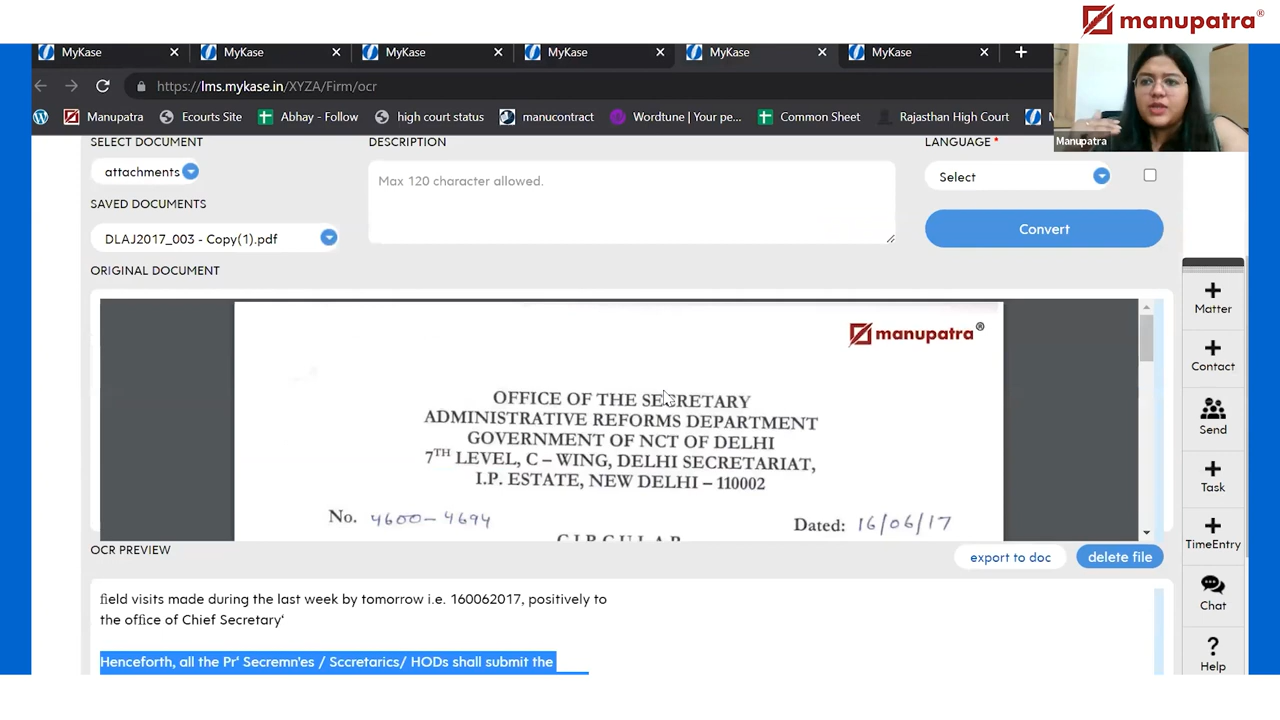 manupatra®
MyKase
MyKase
MyKase
MyKase
MyKase
MyKase
https://lms.mykase.in/XYZA/Firm/ocr
Manupatra
Ecourts Site
Abhay - Follow
high court status
manucontract
Wordtune | Your pe...
Common Sheet
Rajasthan High Court
M
Manupatra
SELECT DOCUMENT
DESCRIPTION
LANGUAGE *
attachments
Max 120 character allowed.
Select
SAVED DOCUMENTS
DLAJ2017_003 - Copy(1).pdf
Convert
ORIGINAL DOCUMENT
manupatra®
OFFICE OF THE SECRETARY
ADMINISTRATIVE REFORMS DEPARTMENT
GOVERNMENT OF NCT OF DELHI
7TH LEVEL, C – WING, DELHI SECRETARIAT,
I.P. ESTATE, NEW DELHI – 110002
No. 4600-4694
Dated: 16/06/17
CIRCULAR
OCR PREVIEW
export to doc
delete file
field visits made during the last week by tomorrow i.e. 160062017, positively to
the office of Chief Secretary‘
Henceforth, all the Pr‘ Secremn'es / Sccretarics/ HODs shall submit the
Matter
Contact
Send
Task
TimeEntry
Chat
Help